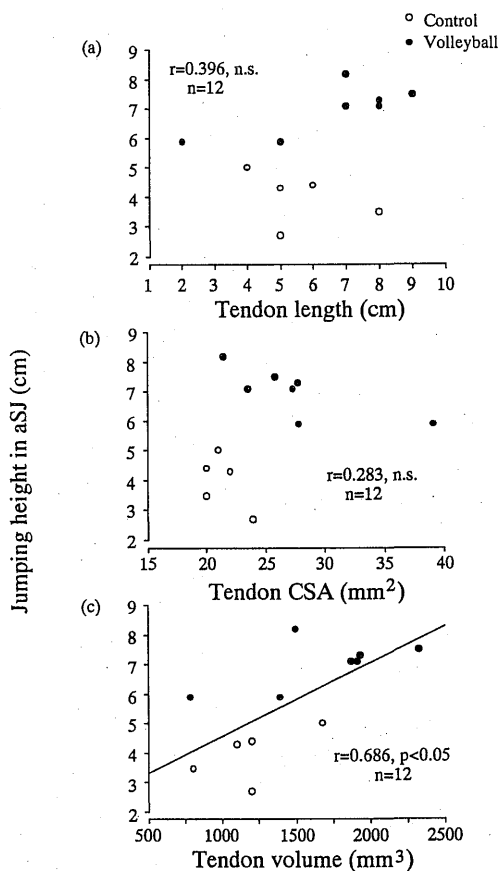 Control
Volleyball
(a)
r=0.396, n.s.
n=12
9
8
7
6
5
4
3
2
1 2 3 4 5 6 7 8 9 10
Tendon length (cm)
Jumping height in aSJ (cm)
(b)
9
8
7
6
5
4
3
2
r=0.283, n.s.
n=12
15 20 25 30 35 40
Tendon CSA (mm²)
(c)
9
8
7
6
5
4
3
2
r=0.686, p<0.05
n=12
500 1000 1500 2000 2500
Tendon volume (mm³)